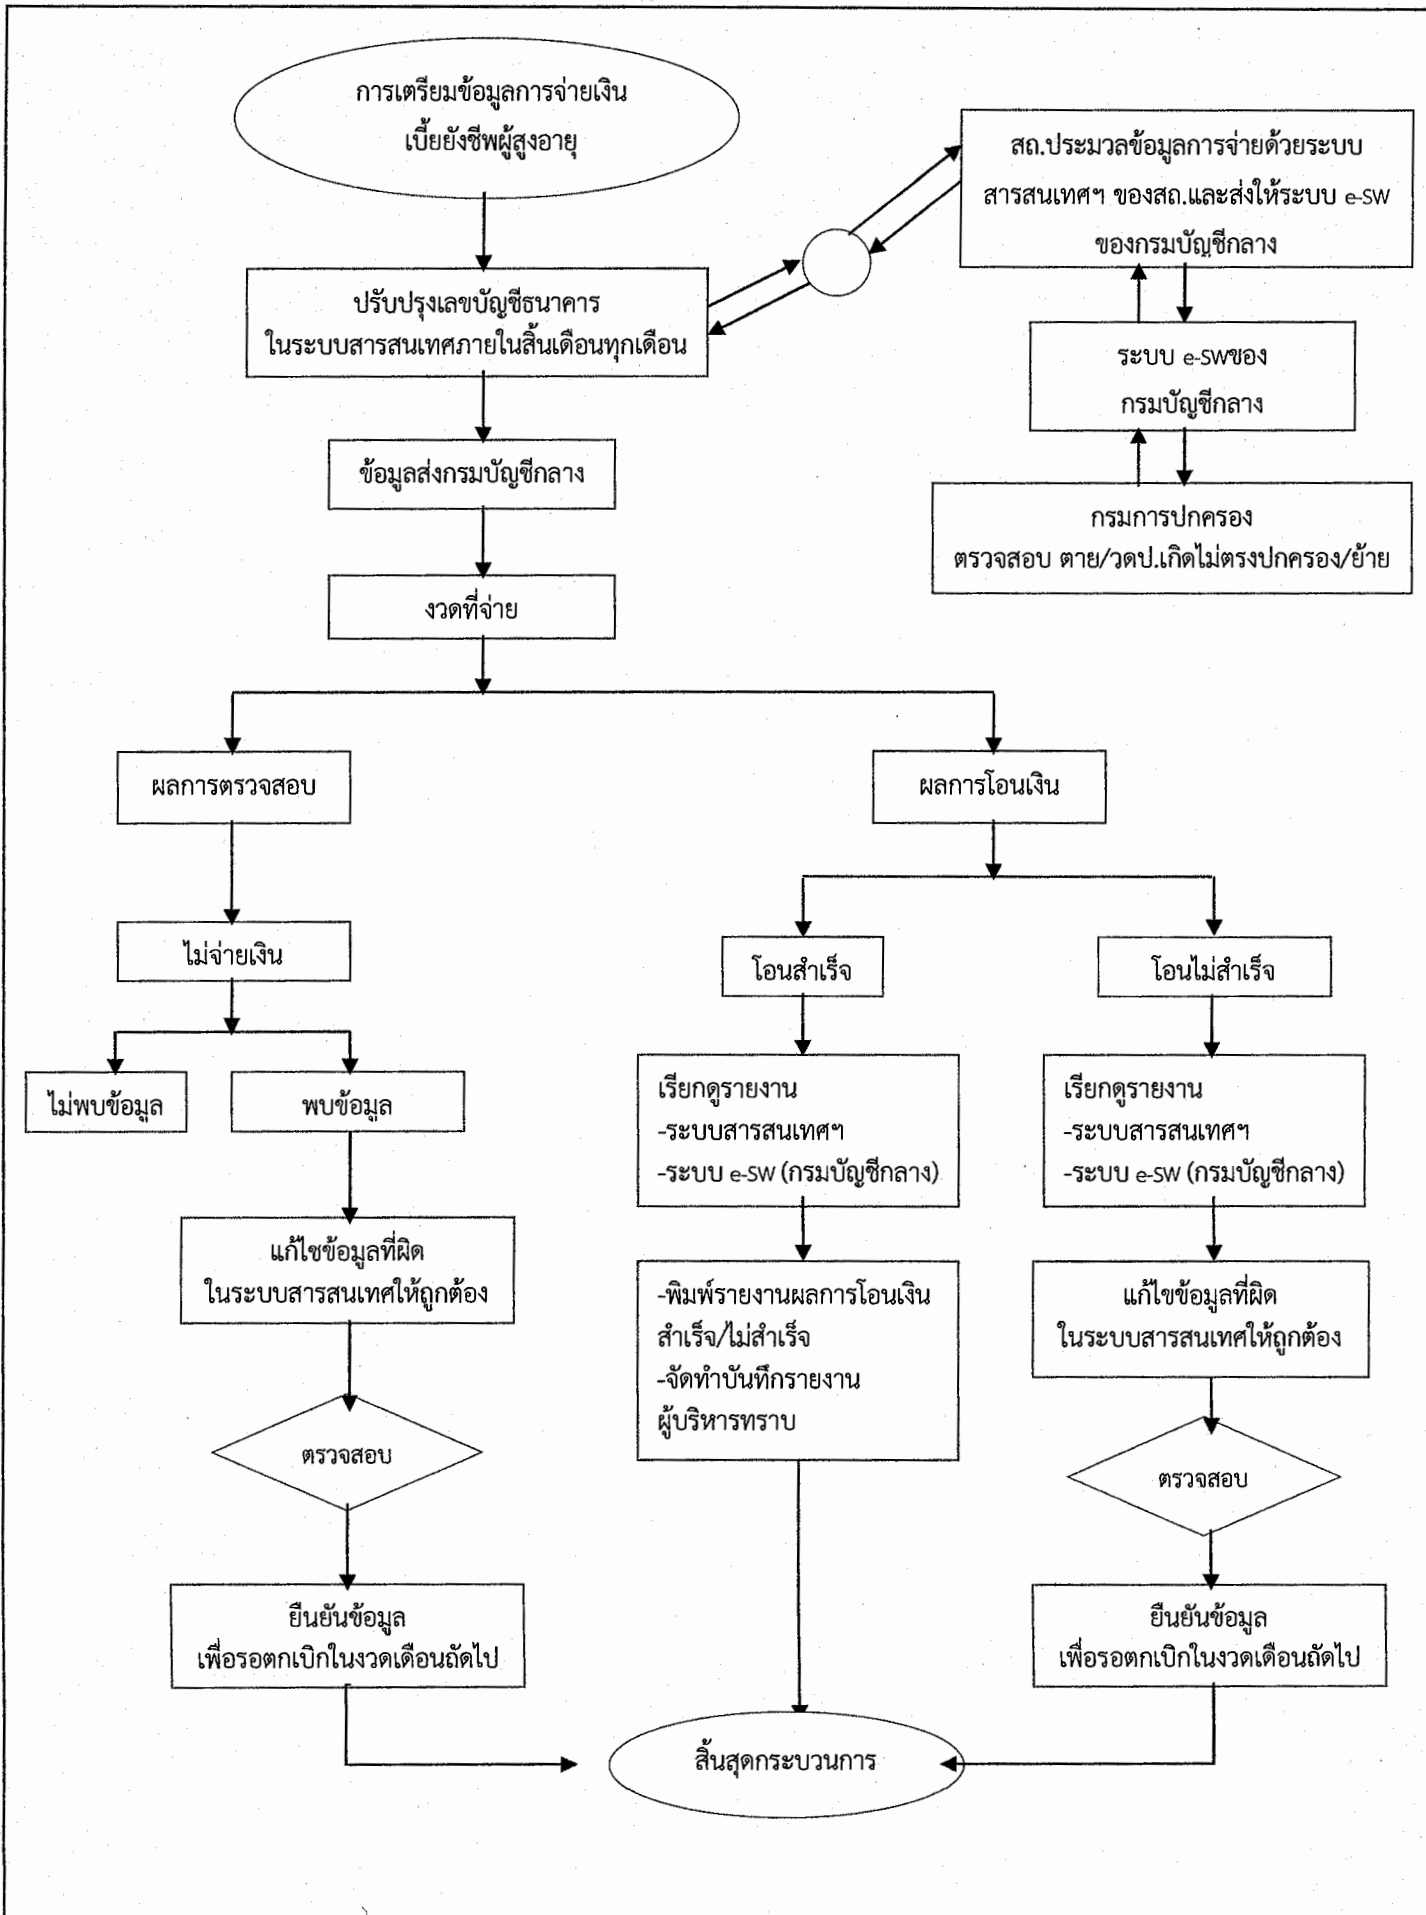 การเตรียมข้อมูลการจ่ายเงิน
เบี้ยยังชีพผู้สูงอายุ
สถ.ประมวลข้อมูลการจ่ายด้วยระบบ
สารสนเทศฯ ของสถ.และส่งให้ระบบ e-SW
ของกรมบัญชีกลาง
ปรับปรุงเลขบัญชีธนาคาร
ในระบบสารสนเทศภายในสิ้นเดือนทุกเดือน
ระบบ e-SWของ
กรมบัญชีกลาง
ข้อมูลส่งกรมบัญชีกลาง
กรมการปกครอง
ตรวจสอบ ตาย/วดป.เกิดไม่ตรงปกครอง/ย้าย
งวดที่จ่าย
ผลการตรวจสอบ
ผลการโอนเงิน
ไม่จ่ายเงิน
โอนสำเร็จ
โอนไม่สำเร็จ
ไม่พบข้อมูล
พบข้อมูล
เรียกดูรายงาน
-ระบบสารสนเทศฯ
-ระบบ e-SW (กรมบัญชีกลาง)
เรียกดูรายงาน
-ระบบสารสนเทศฯ
-ระบบ e-SW (กรมบัญชีกลาง)
แก้ไชข้อมูลที่ผิด
ในระบบสารสนเทศให้ถูกต้อง
-พิมพ์รายงานผลการโอนเงิน
สำเร็จ/ไม่สำเร็จ
-จัดทำบันทึกรายงาน
ผู้บริหารทราบ
แก้ไขข้อมูลที่ผิด
ในระบบสารสนเทศให้ถูกต้อง
ตรวจสอบ
ตรวจสอบ
ยืนยันข้อมูล
เพื่อรอตกเบิกในงวดเดือนถัดไป
ยืนยันข้อมูล
เพื่อรอตกเบิกในงวดเดือนถัดไป
สิ้นสุดกระบวนการ